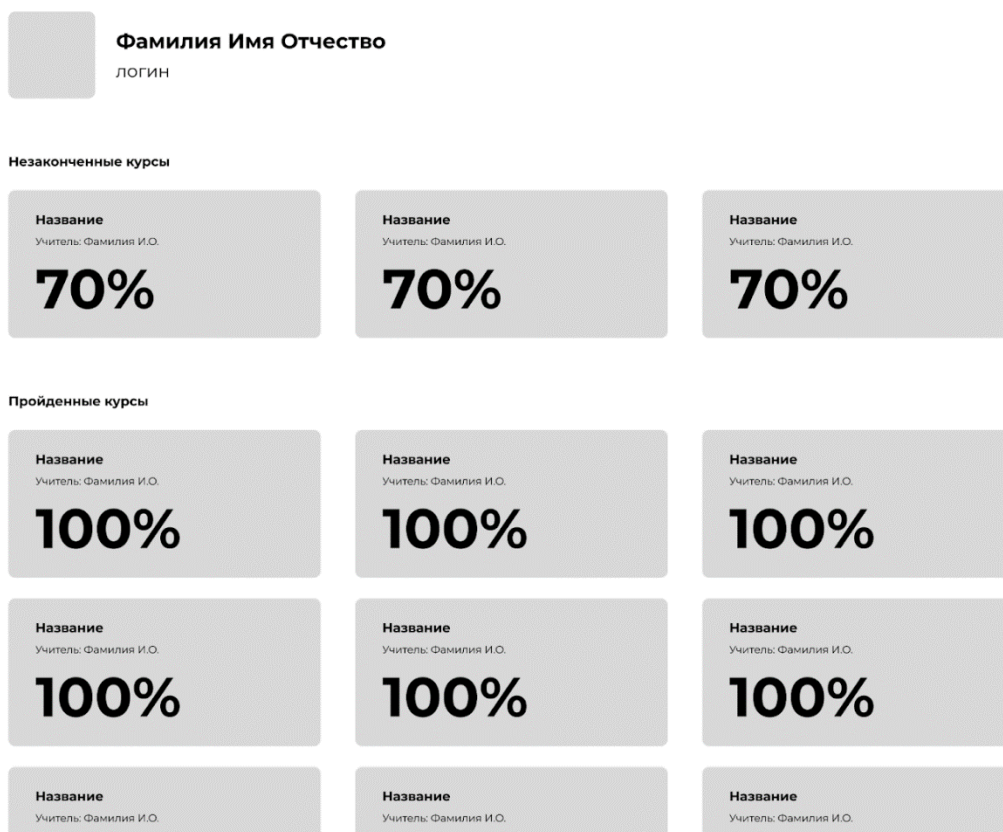 Фамилия Имя Отчество
логин
Незаконченные курсы
Название Название Название
Учитель: Фамилия И.О. Учитель: Фамилия И.О. Учитель: Фамилия И.О.
70% 70% 70%
Пройденные курсы
Название Название Название
Учитель: Фамилия И.О. Учитель: Фамилия И.О. Учитель: Фамилия И.О.
100% 100% 100%
Название Название Название
Учитель: Фамилия И.О. Учитель: Фамилия И.О. Учитель: Фамилия И.О.
100% 100% 100%
Название Название Название
Учитель: Фамилия И.О. Учитель: Фамилия И.О. Учитель: Фамилия И.О.